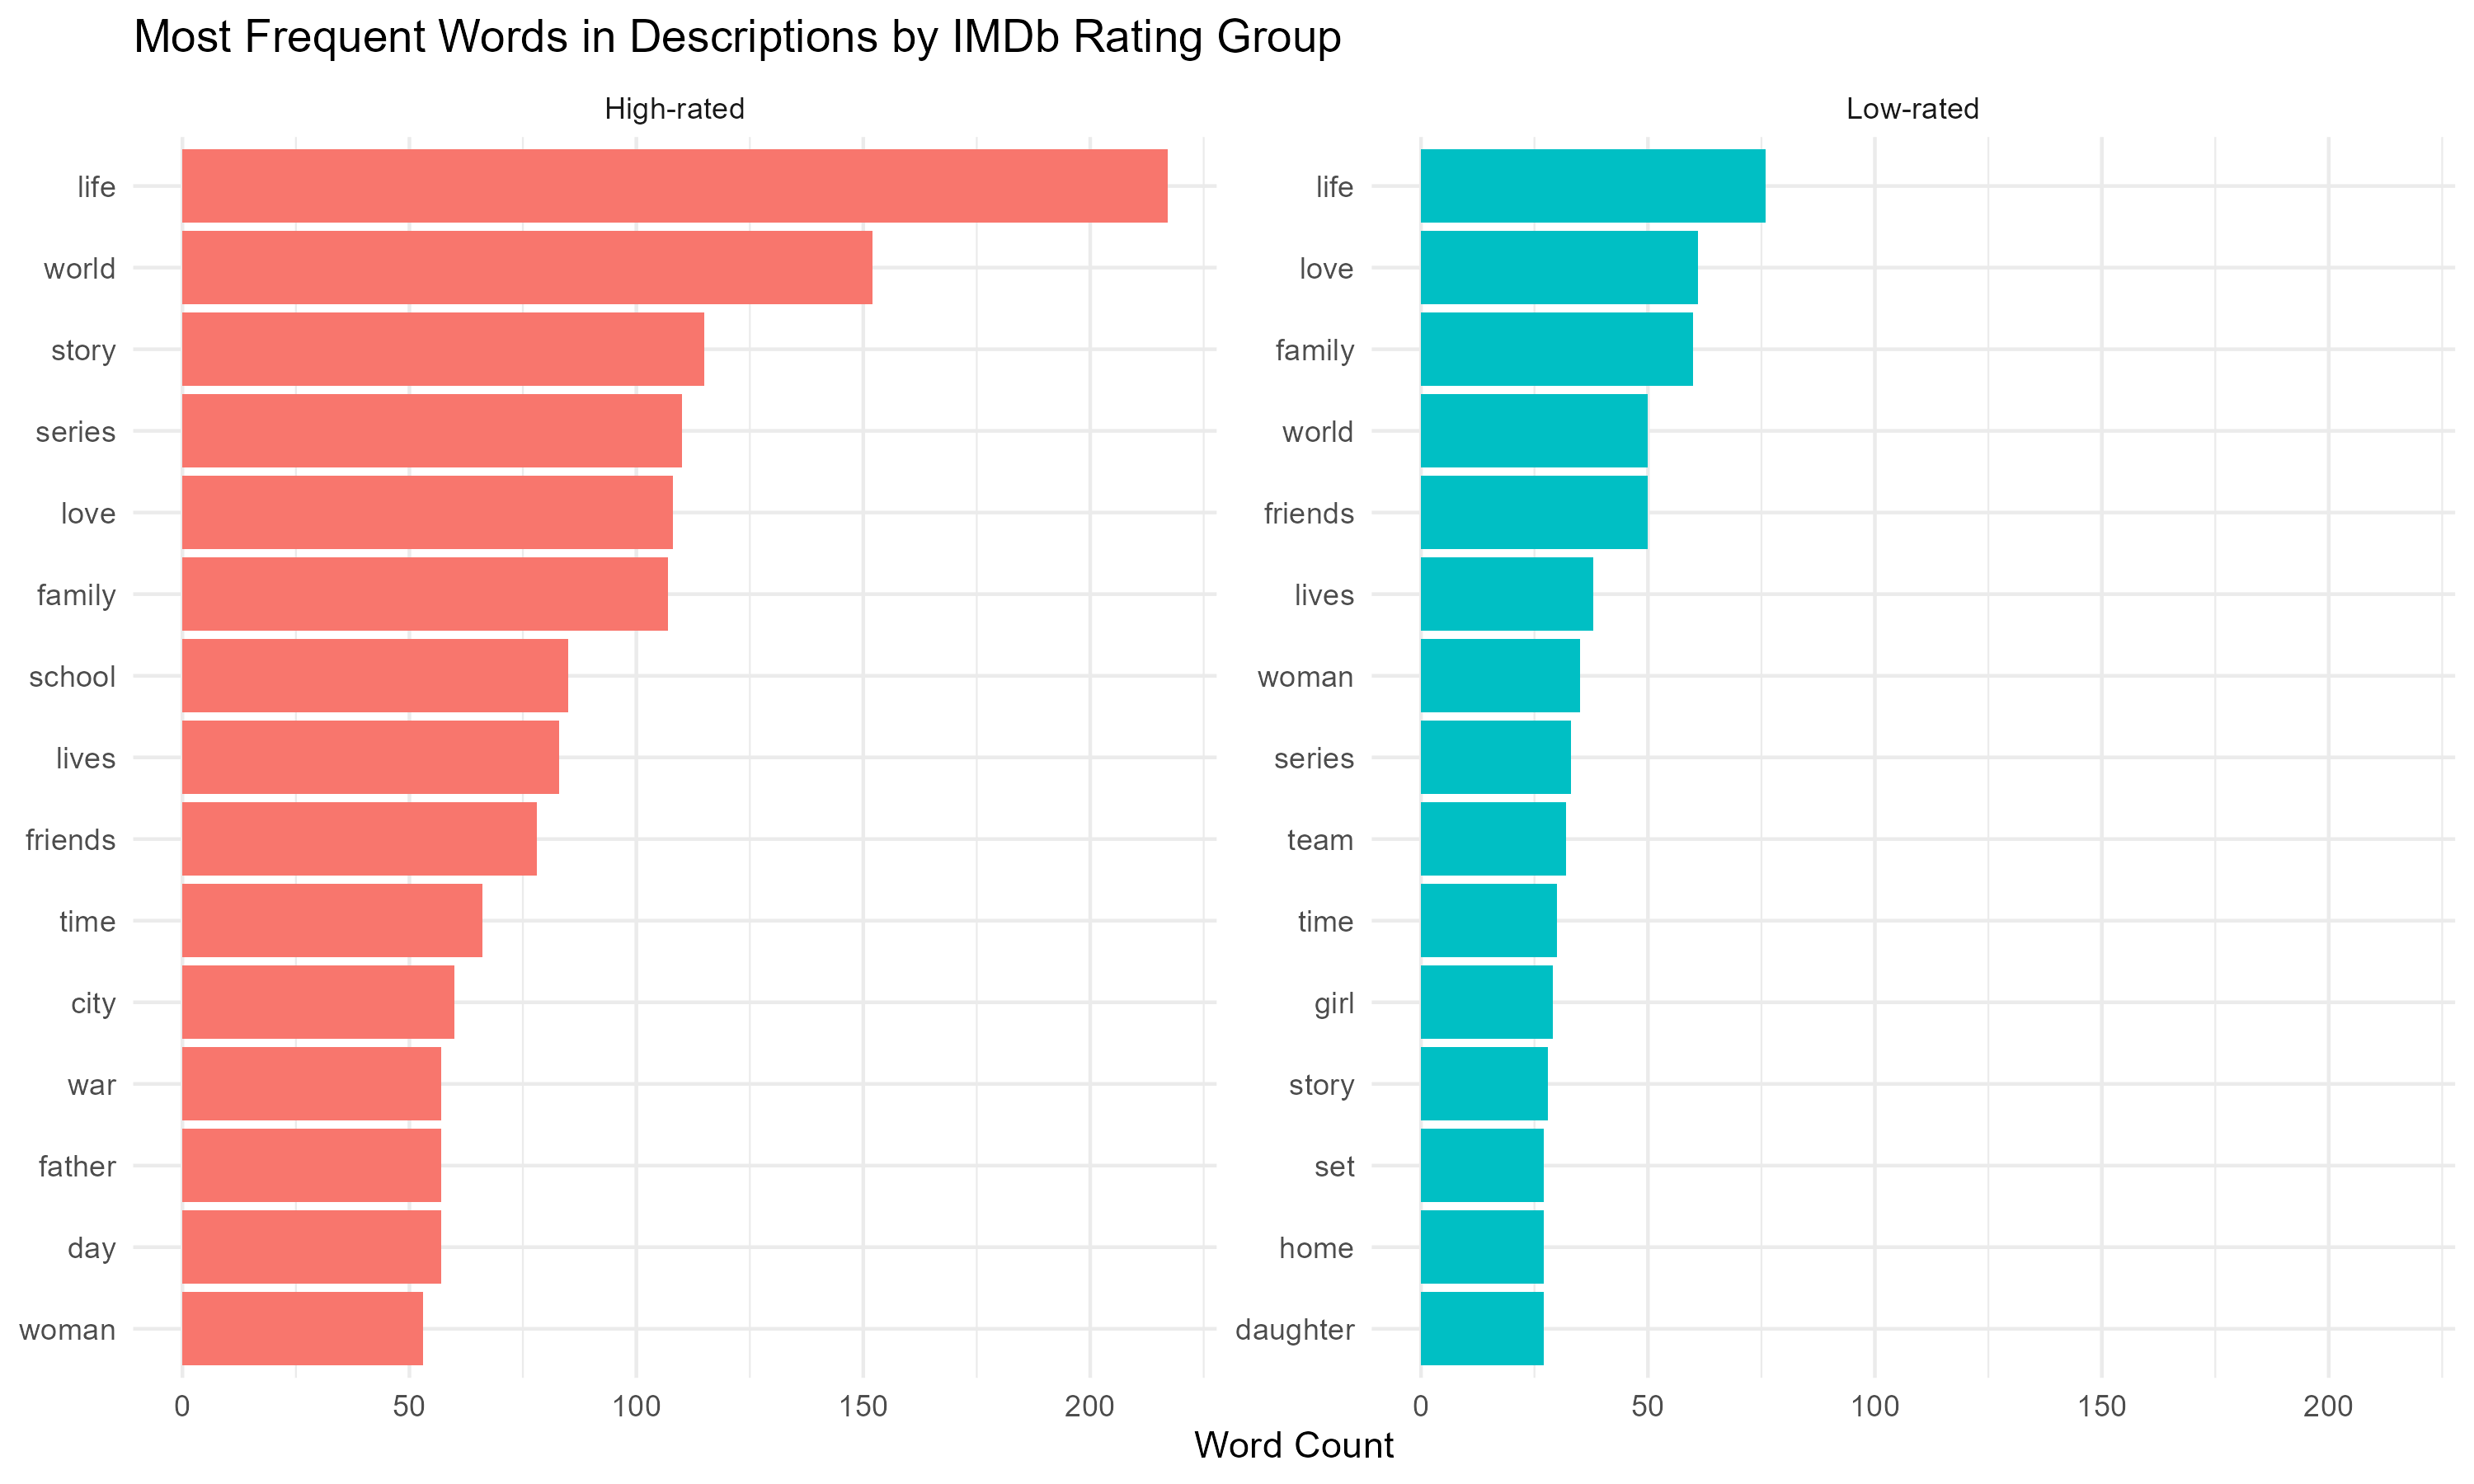 Most Frequent Words in Descriptions by IMDb Rating Group
High-rated
life
world
story
series
love
family
school
lives
friends
time
city
war
father
day
woman
0 50 100 150 200
Low-rated
life
love
family
world
friends
lives
woman
series
team
time
girl
story
set
home
daughter
0 50 100 150 200
Word Count